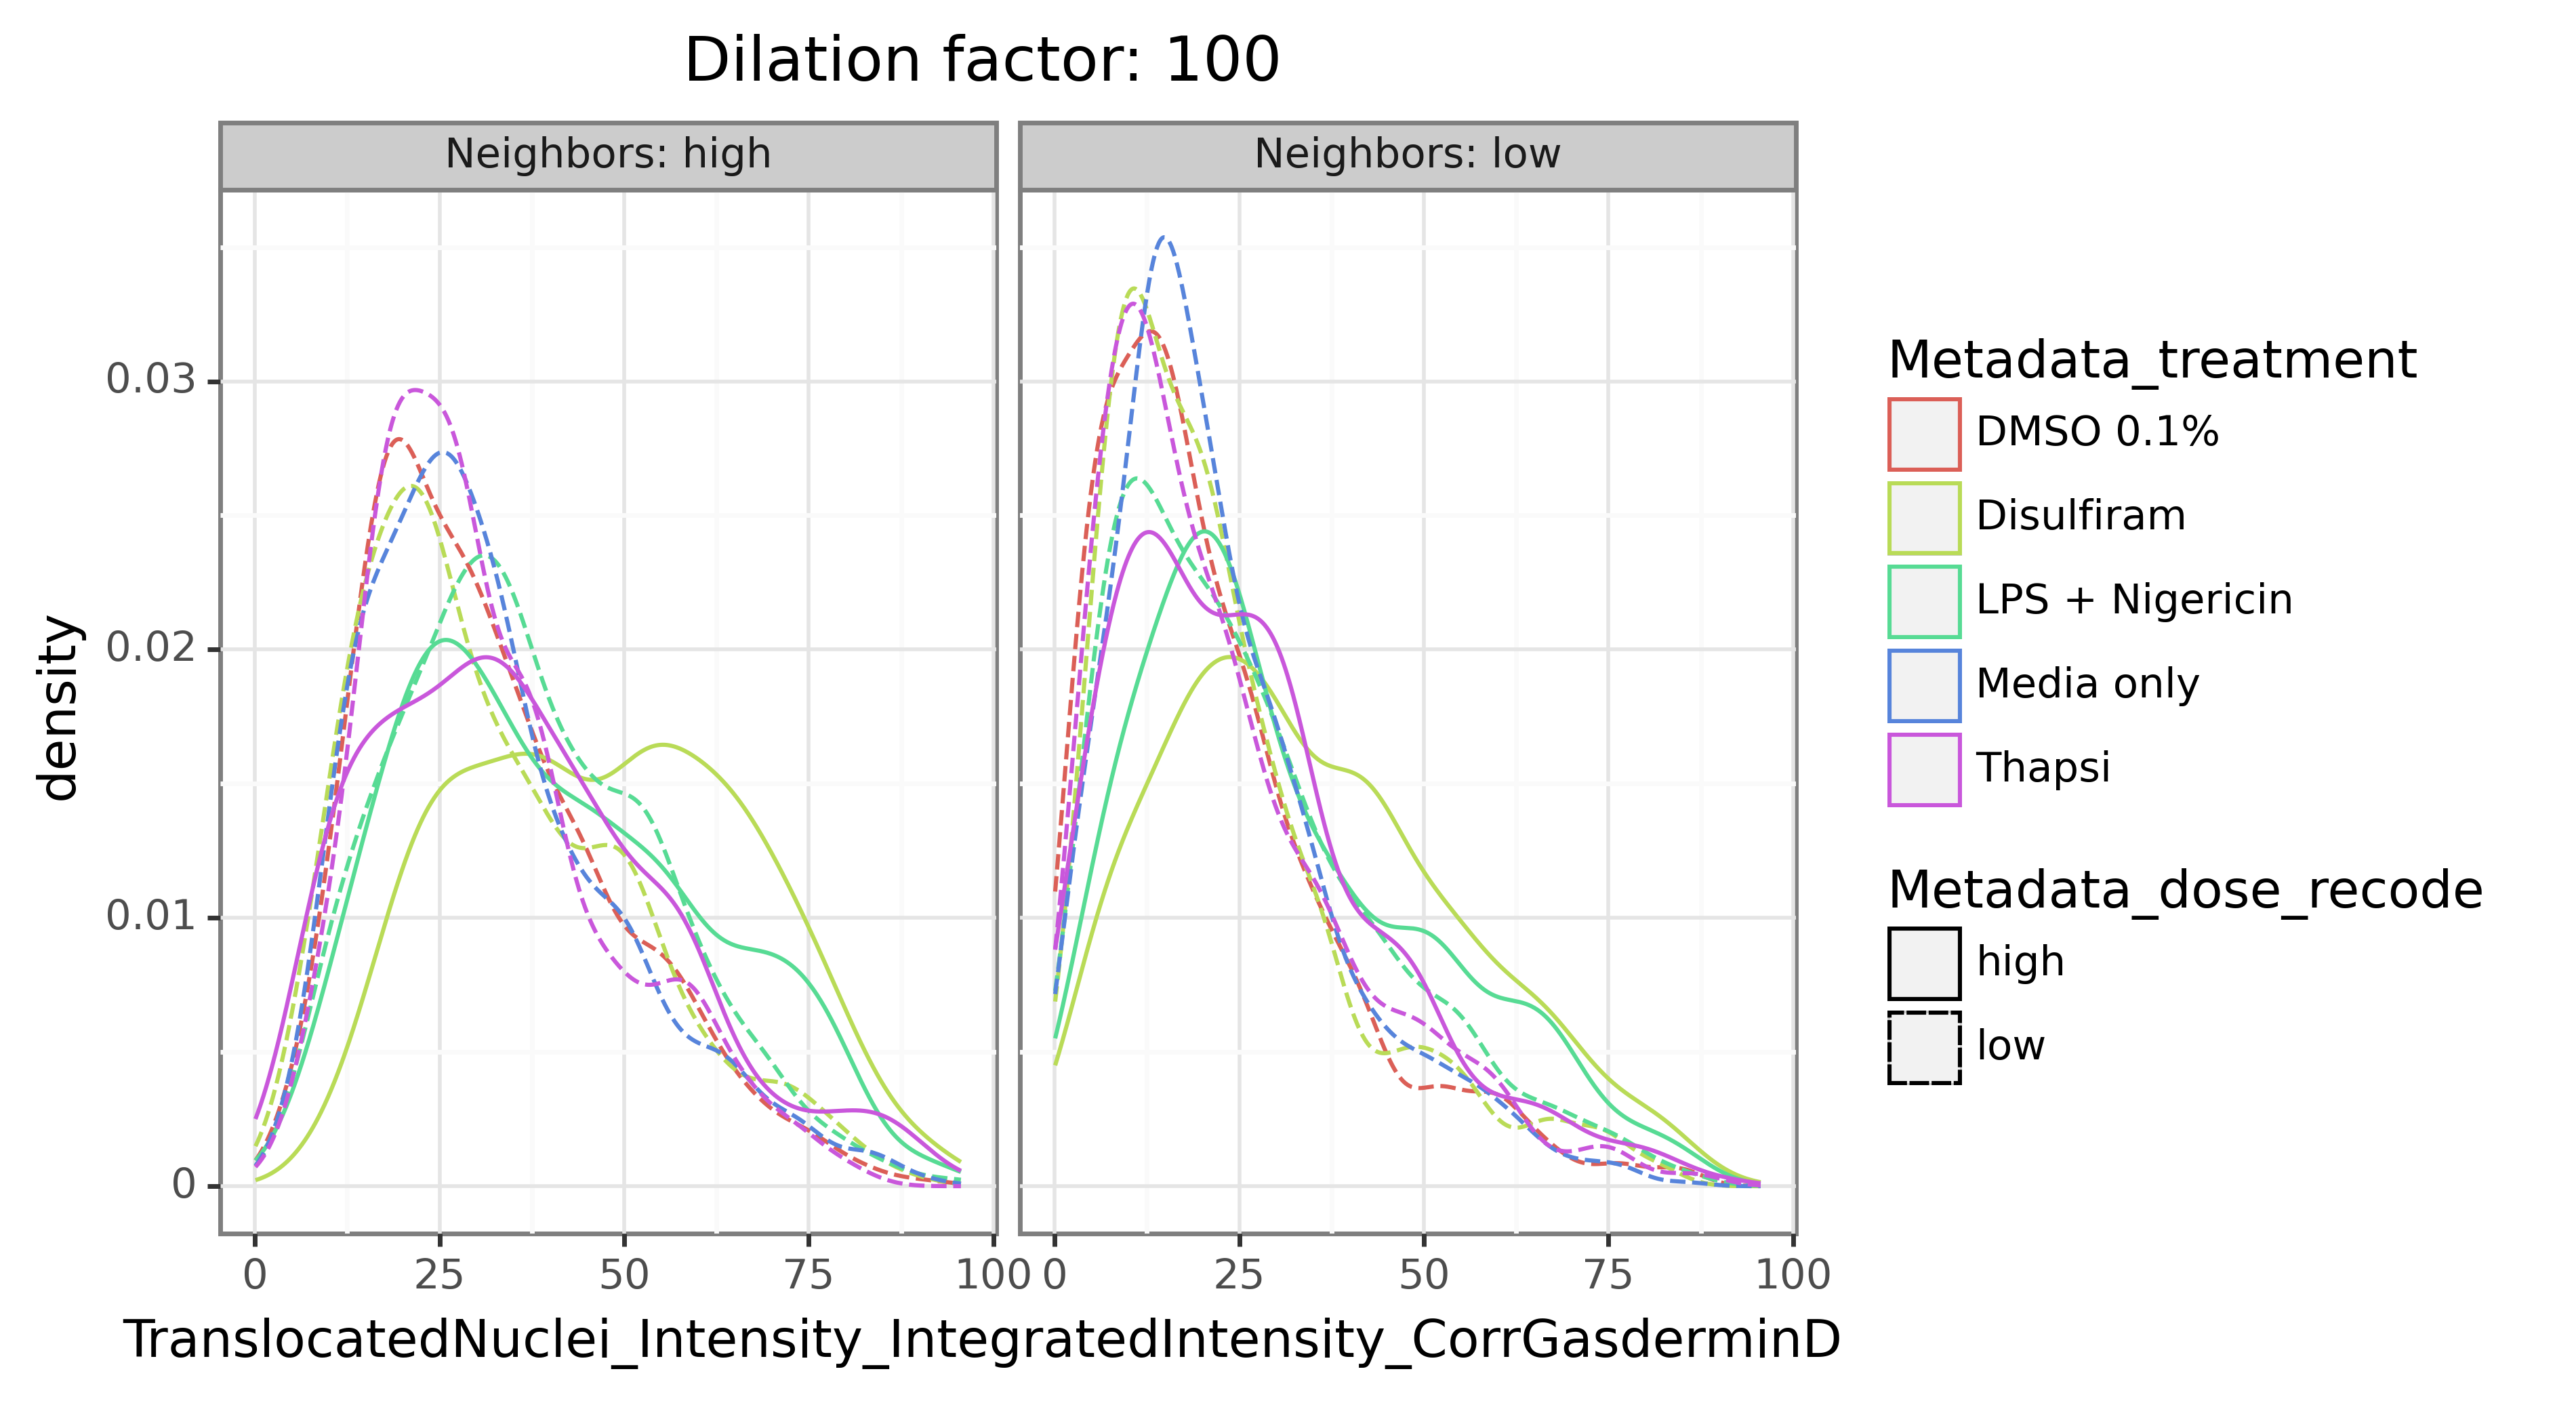 Dilation factor: 100
Neighbors: high
Neighbors: low
0.03
0.02
0.01
0
density
0 25 50 75 100 0 25 50 75 100
TranslocatedNuclei_Intensity_IntegratedIntensity_CorrGasderminD
Metadata_treatment
DMSO 0.1%
Disulfiram
LPS + Nigericin
Media only
Thapsi
Metadata_dose_recode
high
low